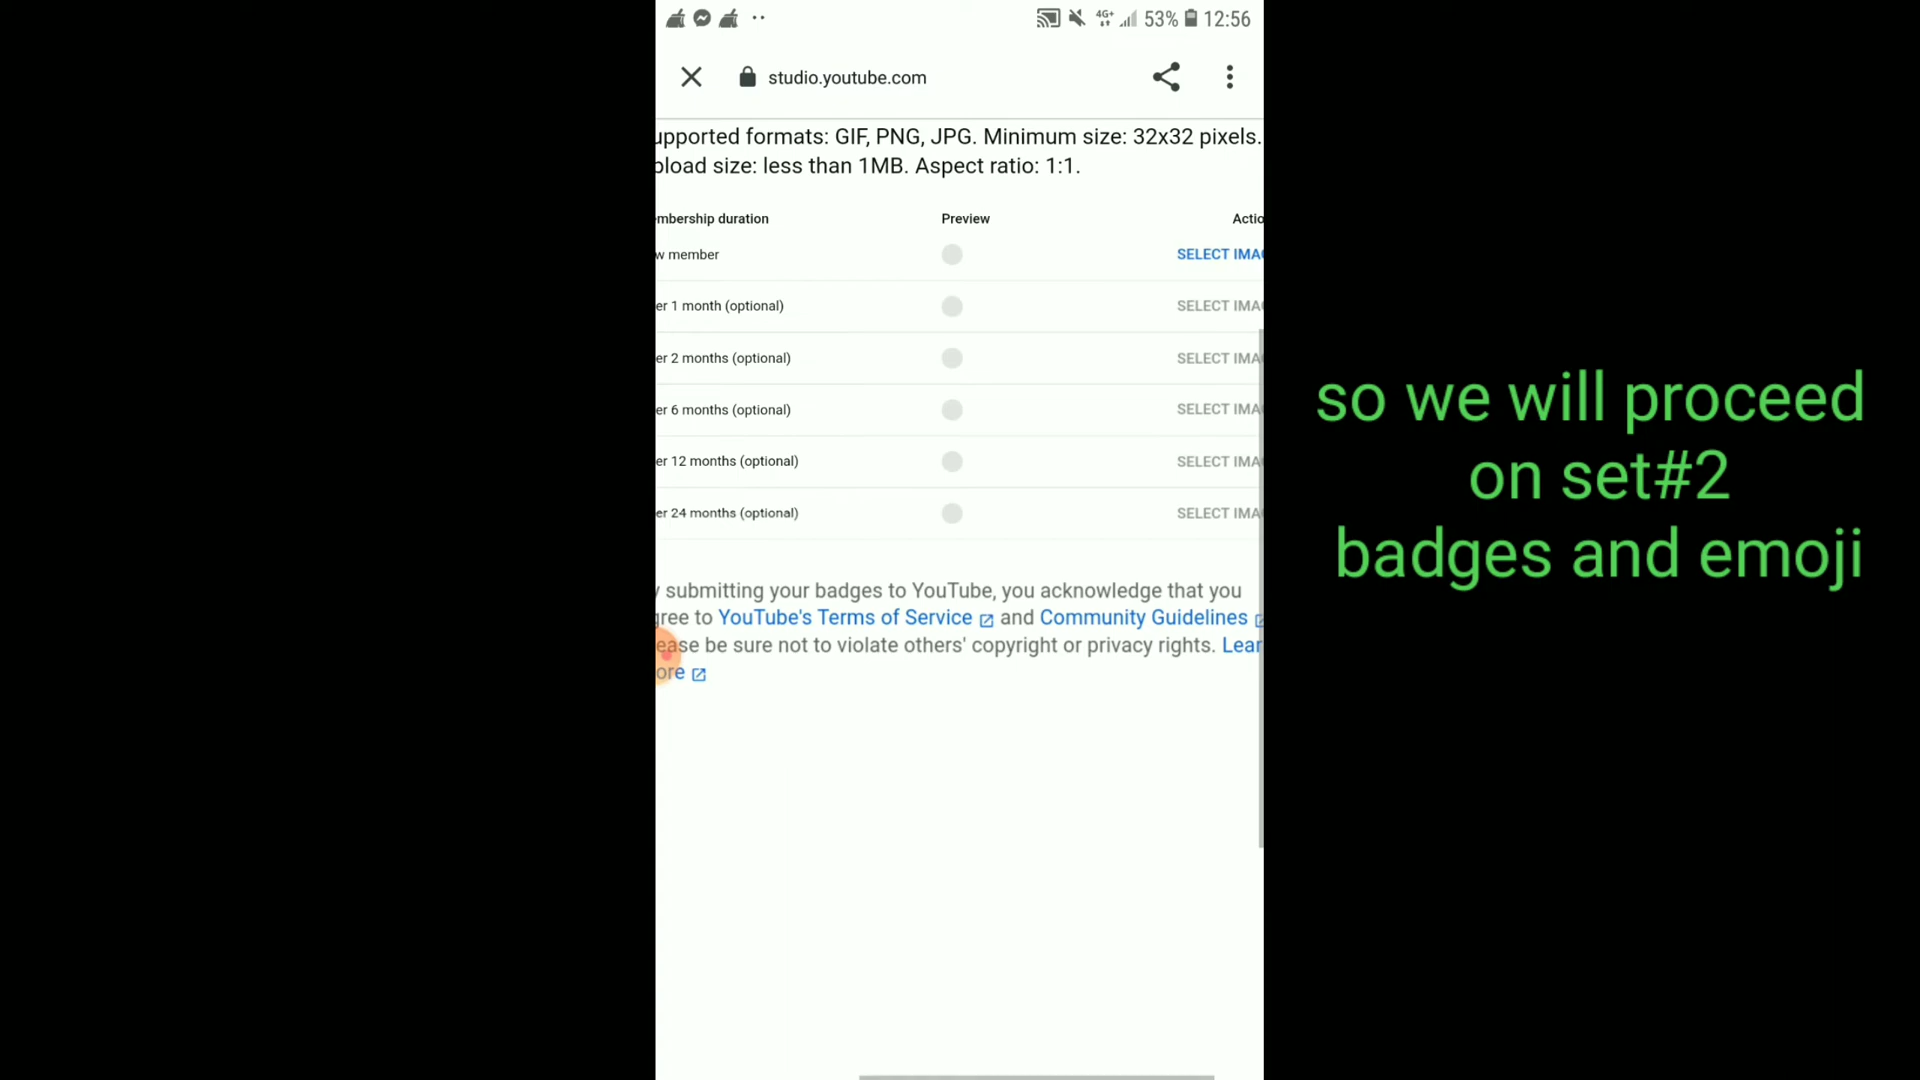 53% 12:56
studio.youtube.com
upported formats: GIF, PNG, JPG. Minimum size: 32x32 pixels.
pload size: less than 1MB. Aspect ratio: 1:1.
mbership duration Preview Actio
w member SELECT IMA
er 1 month (optional) SELECT IMA
er 2 months (optional) SELECT IMA
er 6 months (optional) SELECT IMA
er 12 months (optional) SELECT IMA
er 24 months (optional) SELECT IMA
y submitting your badges to YouTube, you acknowledge that you
gree to YouTube's Terms of Service and Community Guidelines
ease be sure not to violate others' copyright or privacy rights. Lear
ore
so we will proceed
on set#2
badges and emoji